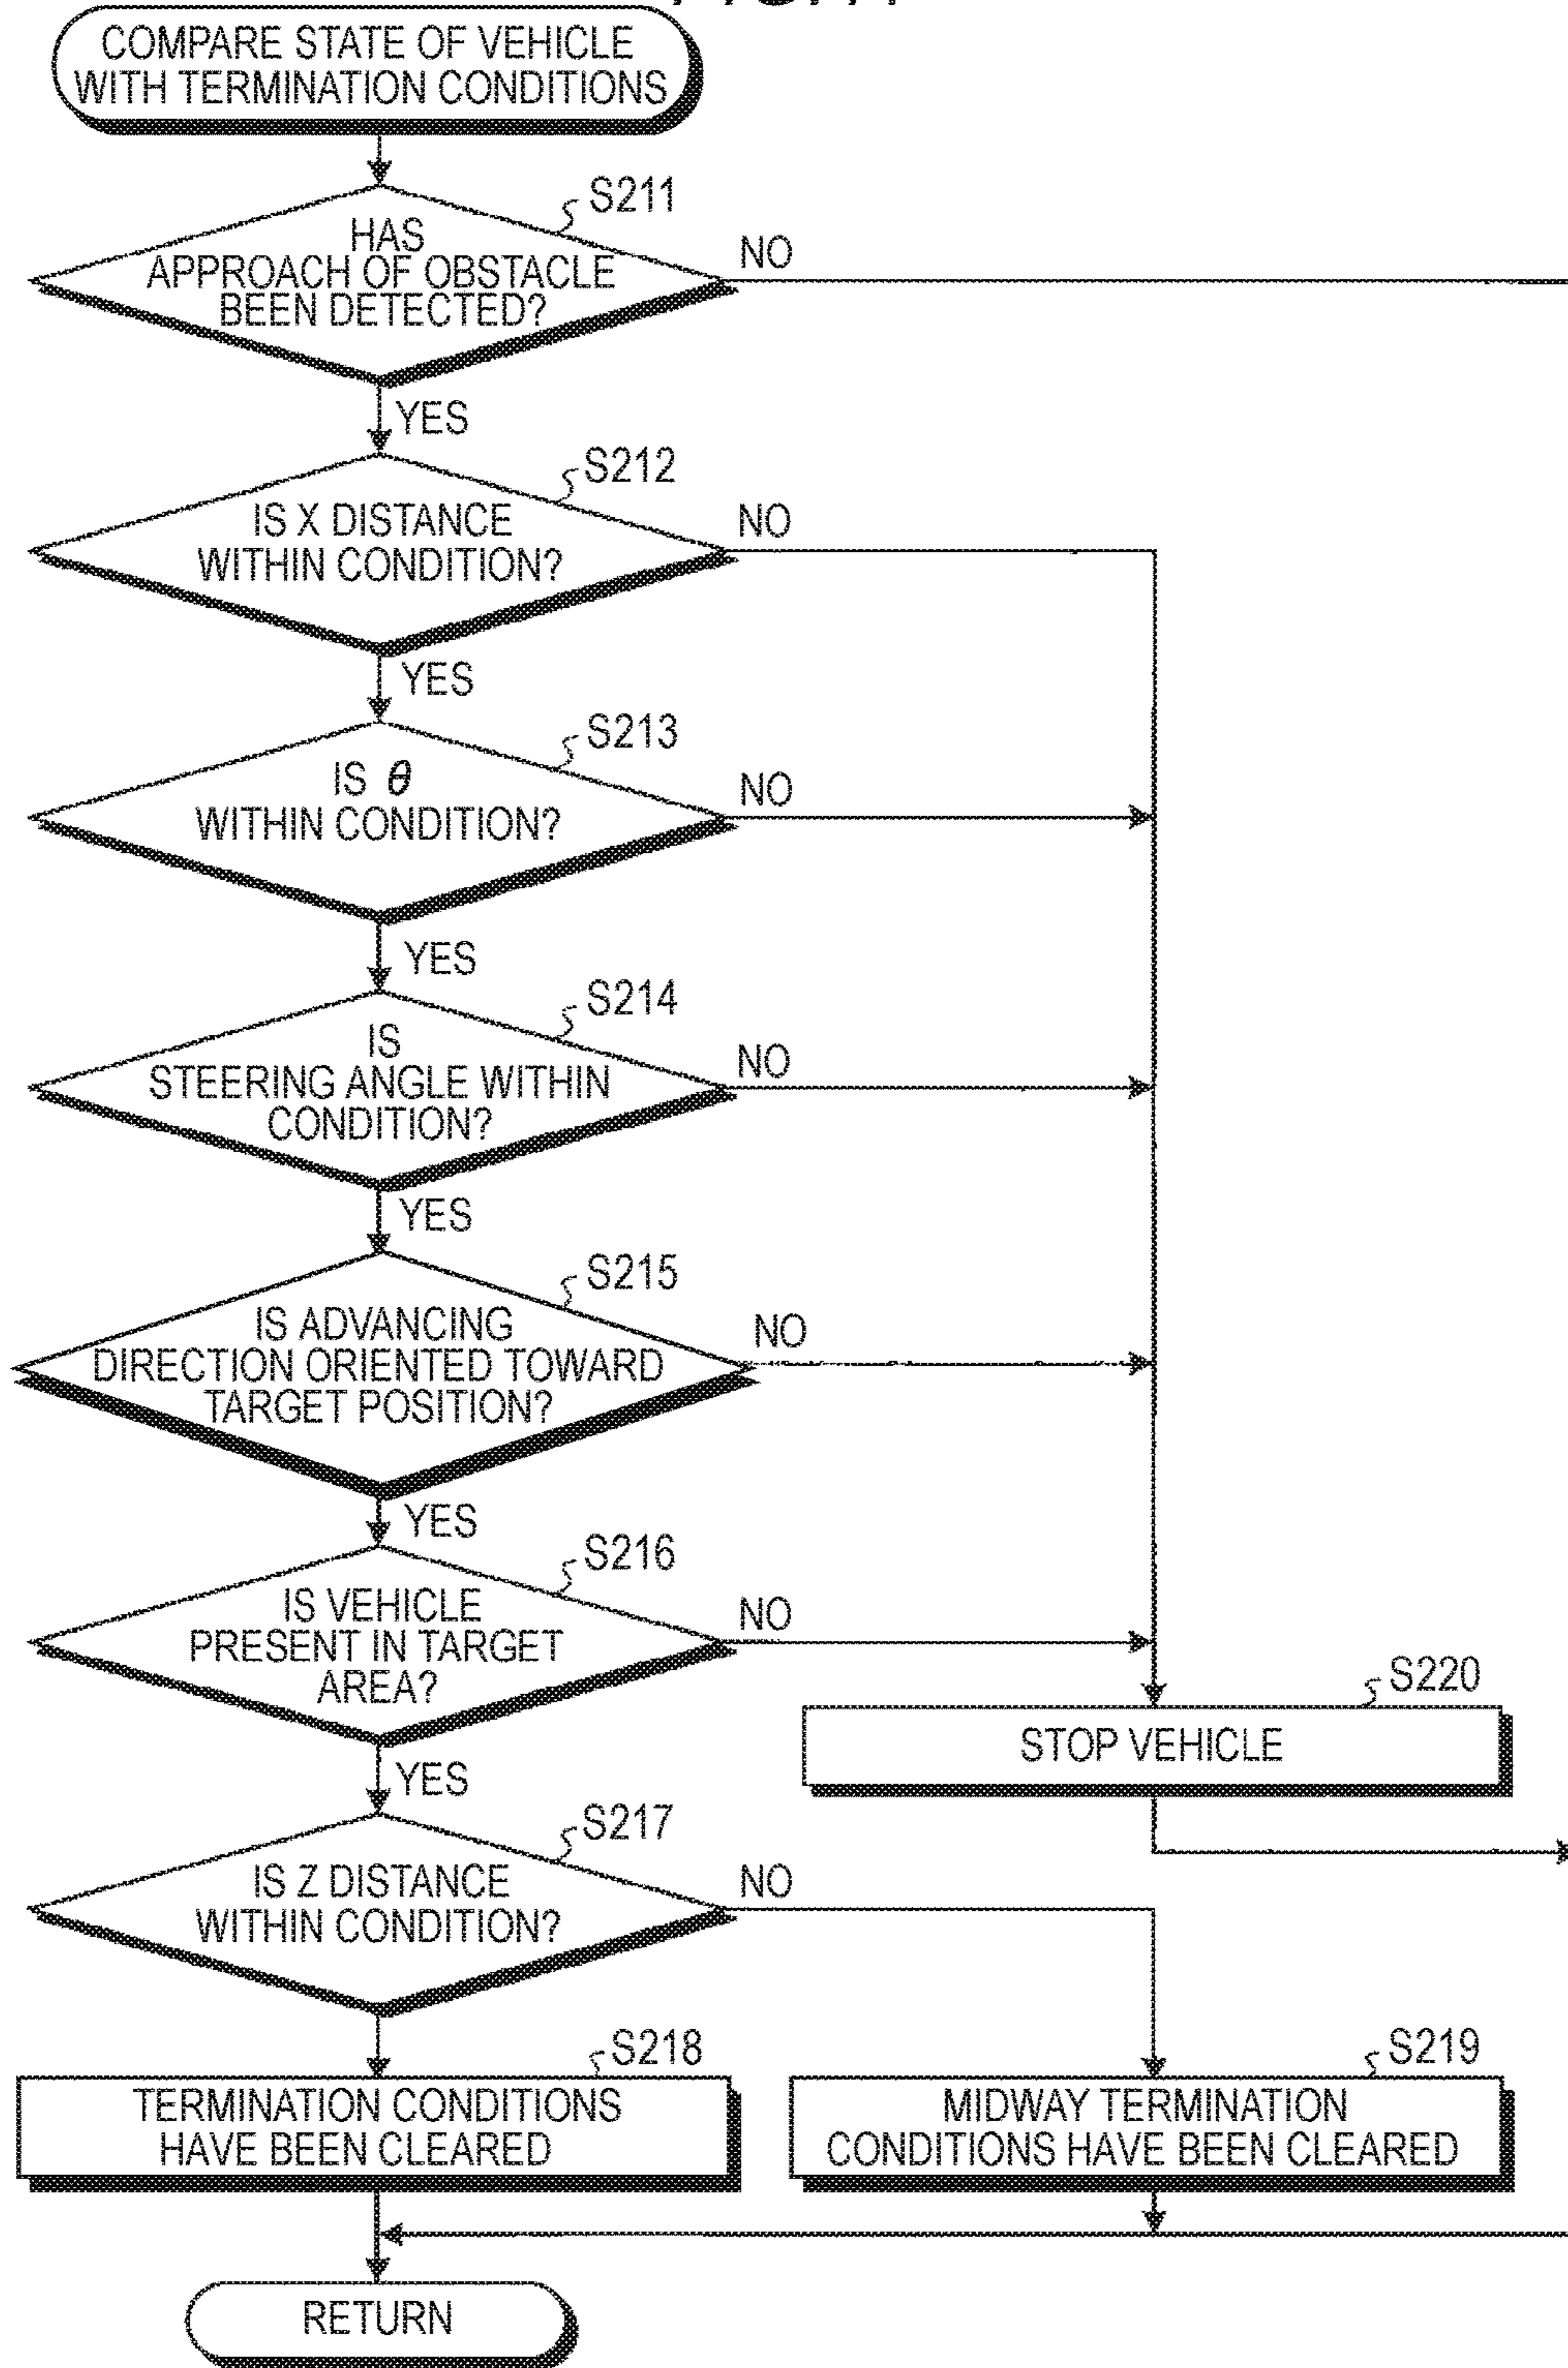 COMPARE STATE OF VEHICLE
WITH TERMINATION CONDITIONS
S211
HAS
APPROACH OF OBSTACLE
BEEN DETECTED?
NO
YES
S212
IS X DISTANCE
WITHIN CONDITION?
NO
YES
S213
IS θ
WITHIN CONDITION?
NO
YES
S214
IS
STEERING ANGLE WITHIN
CONDITION?
NO
YES
S215
IS ADVANCING
DIRECTION ORIENTED TOWARD
TARGET POSITION?
NO
YES
S216
IS VEHICLE
PRESENT IN TARGET
AREA?
NO
S220
STOP VEHICLE
YES
S217
IS Z DISTANCE
WITHIN CONDITION?
NO
S218
TERMINATION CONDITIONS
HAVE BEEN CLEARED
S219
MIDWAY TERMINATION
CONDITIONS HAVE BEEN CLEARED
RETURN